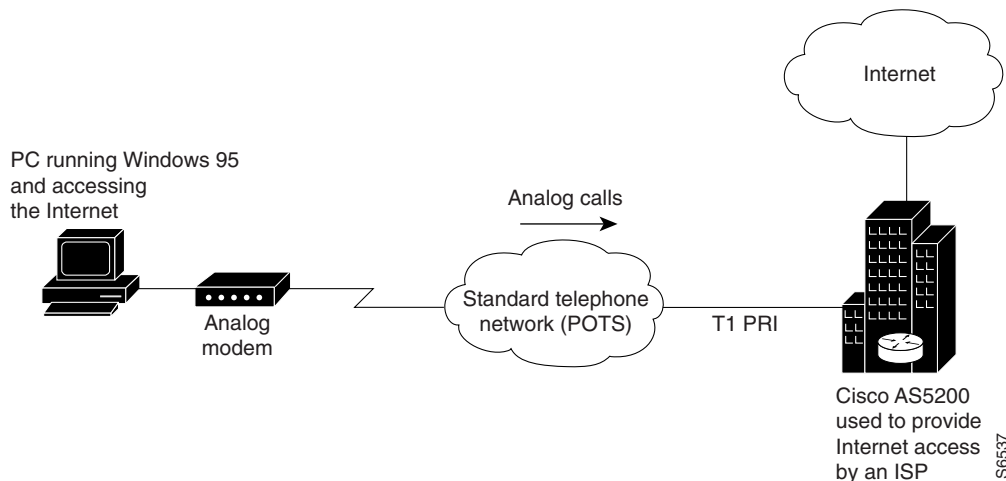 Internet
PC running Windows 95
and accessing
the Internet
Analog calls
Analog
modem
Standard telephone
network (POTS)
T1 PRI
Cisco AS5200
used to provide
Internet access
by an ISP
S6537